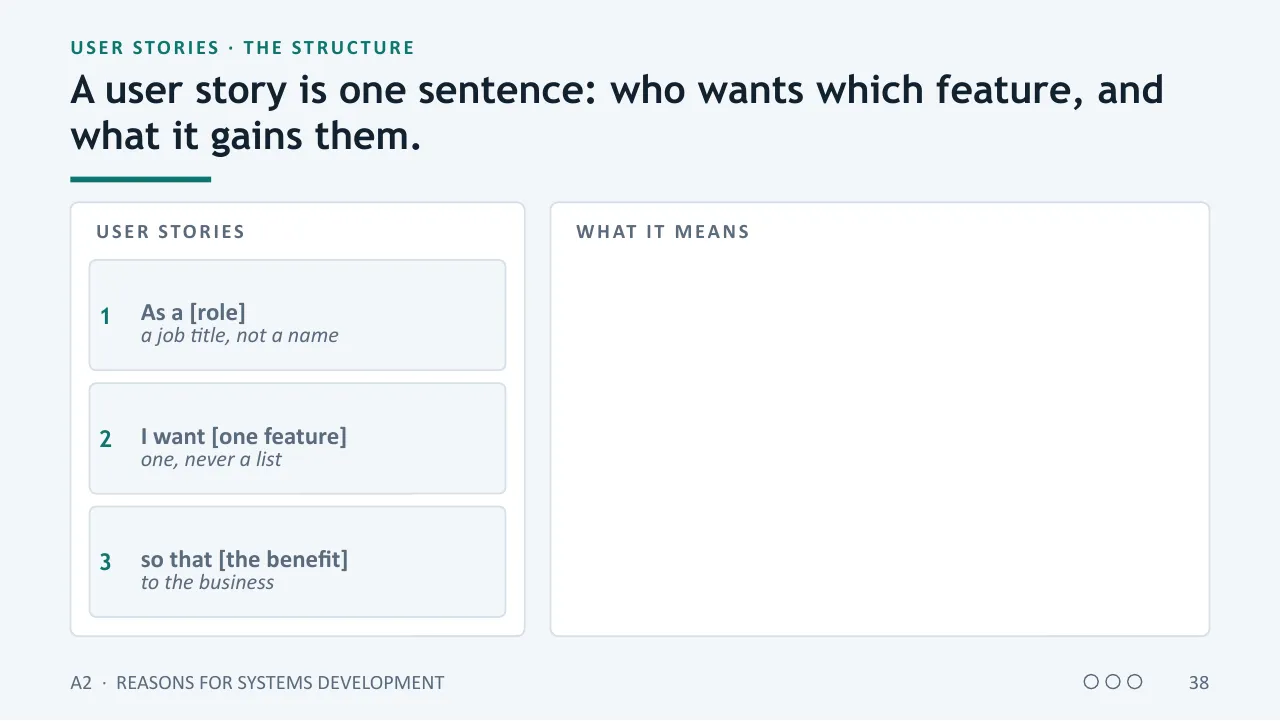 USER STORIES · THE STRUCTURE
A user story is one sentence: who wants which feature, and
what it gains them.
USER STORIES
1
As a [role]
a job title, not a name
2
I want [one feature]
one, never a list
3
so that [the benefit]
to the business
WHAT IT MEANS
A2 · REASONS FOR SYSTEMS DEVELOPMENT
38